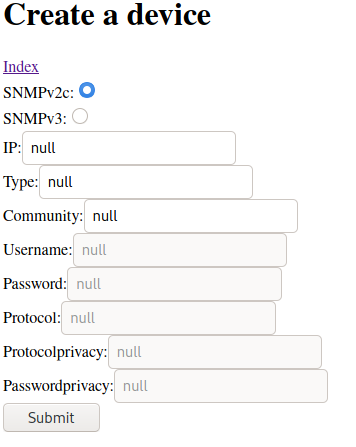 Create a device
Index
SNMPv2c:
SNMPv3:
IP: null
Type: null
Community: null
Username: null
Password: null
Protocol: null
Protocolprivacy: null
Passwordprivacy: null
Submit